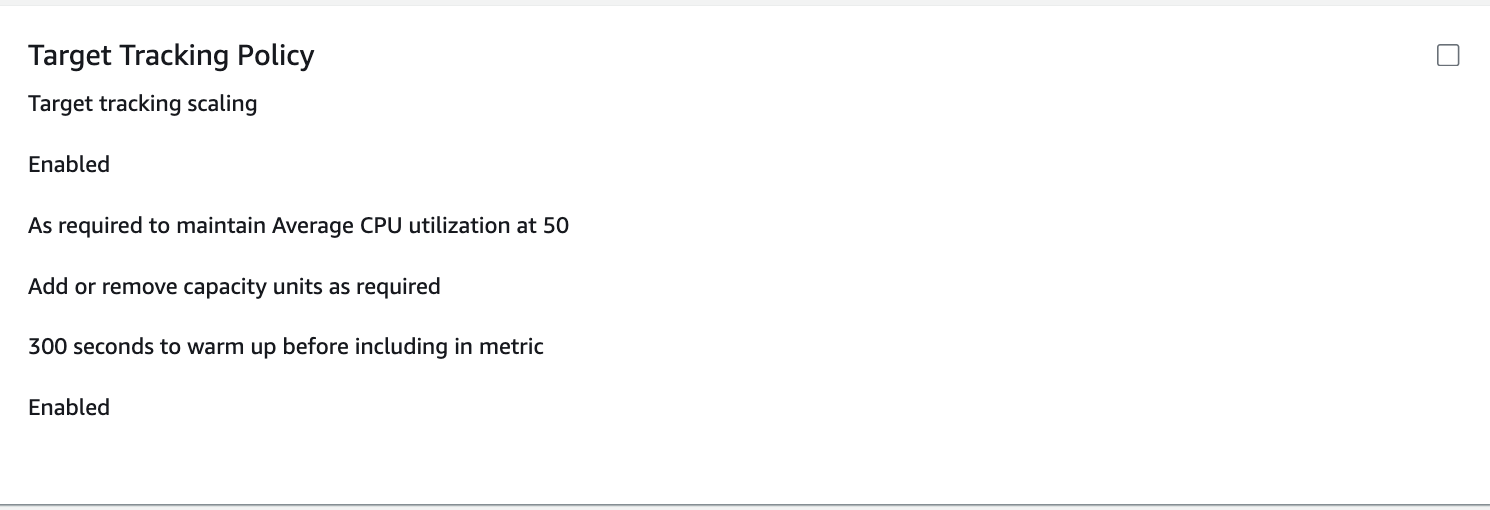 Target Tracking Policy
Target tracking scaling
Enabled
As required to maintain Average CPU utilization at 50
Add or remove capacity units as required
300 seconds to warm up before including in metric
Enabled